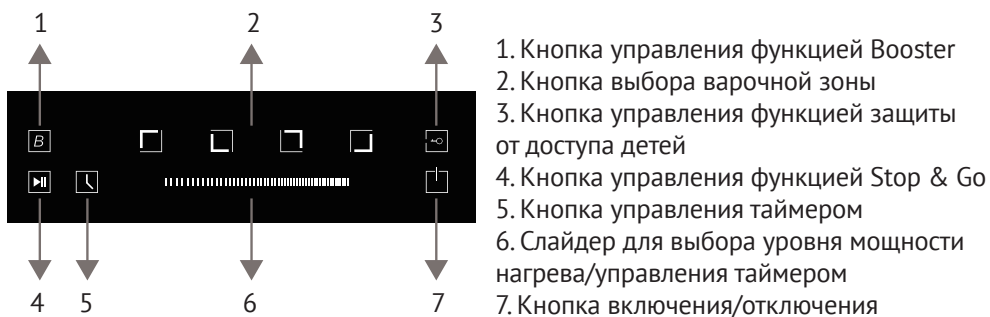 1 2 3
B
4 5 6 7
1. Кнопка управления функцией Booster
2. Кнопка выбора варочной зоны
3. Кнопка управления функцией защиты
от доступа детей
4. Кнопка управления функцией Stop & Go
5. Кнопка управления таймером
6. Слайдер для выбора уровня мощности
нагрева/управления таймером
7. Кнопка включения/отключения